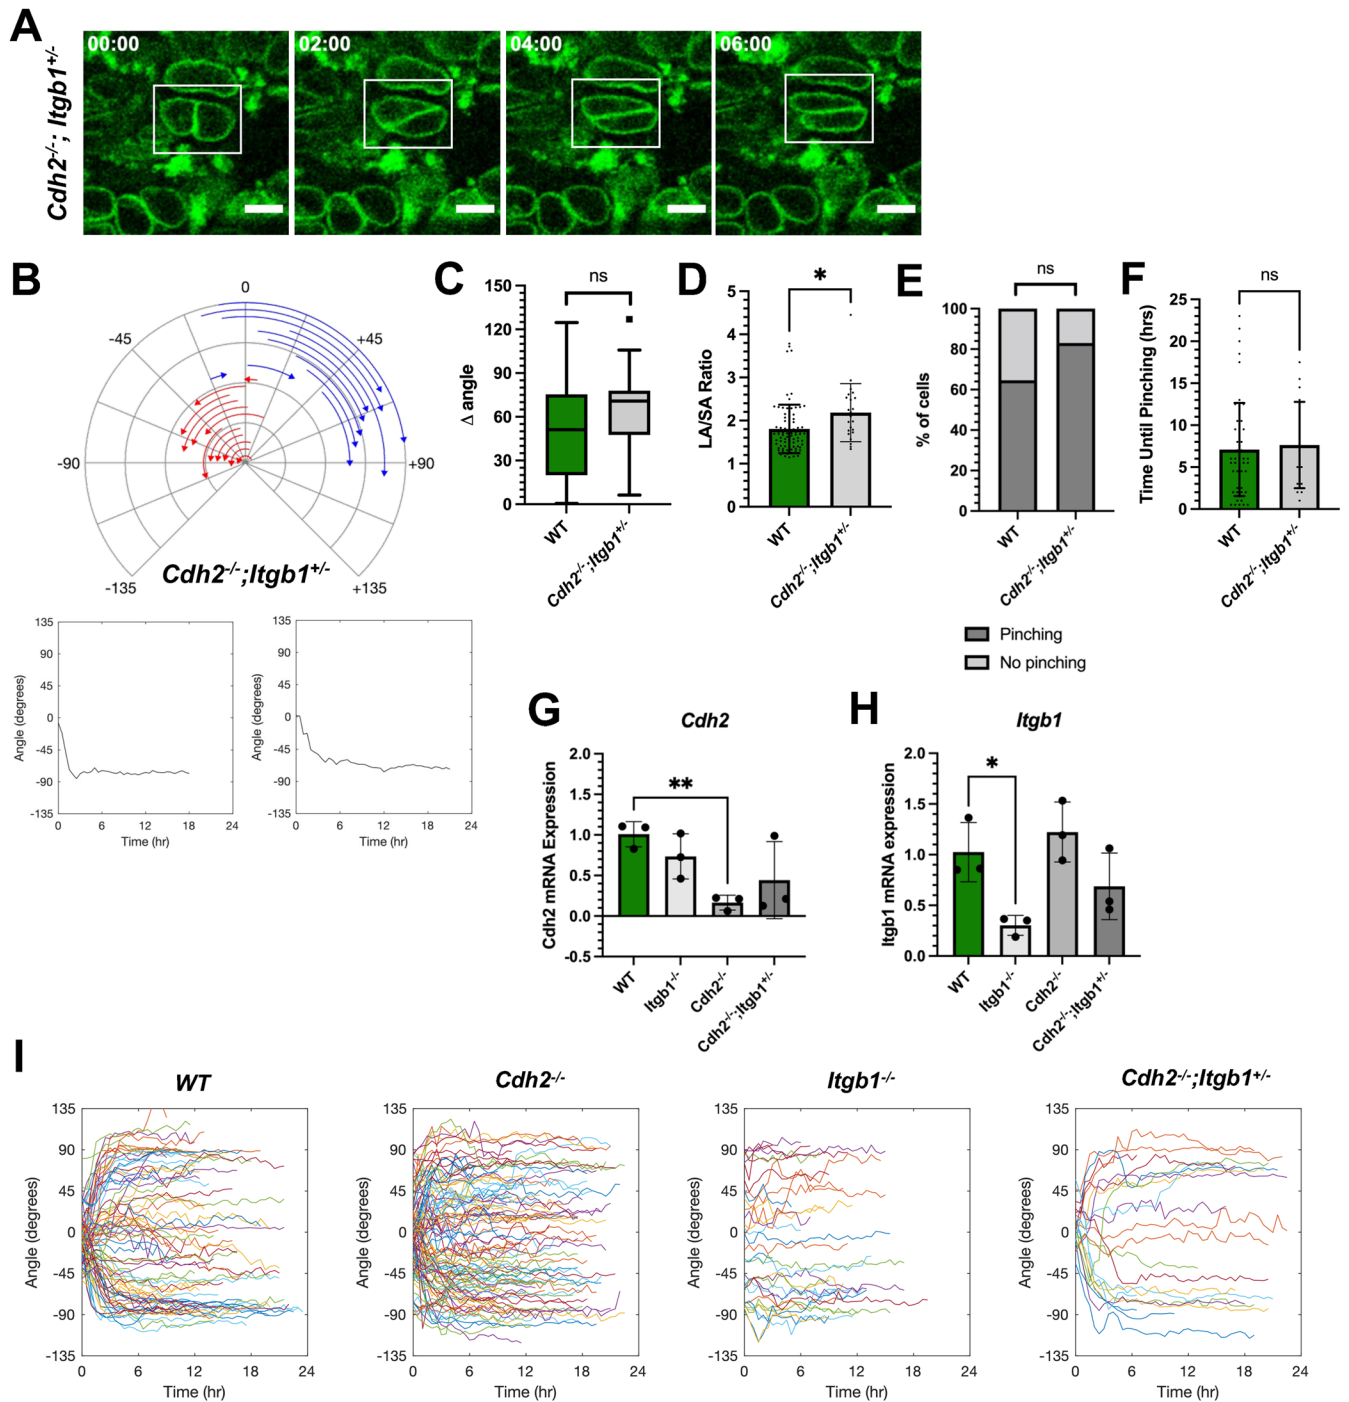 A
Cdh2-/-; Itgb1+/-
00:00
02:00
04:00
06:00
B
0
-45
+45
-90
+90
-135
+135
Cdh2-/-;Itgb1+/-
Angle (degrees)
135
90
45
0
-45
-90
-135
0 6 12 18 24
Time (hr)
Angle (degrees)
135
90
45
0
-45
-90
-135
0 6 12 18 24
Time (hr)
C
ns
Δ angle
150
120
90
60
30
0
WT
Cdh2-/-;Itgb1+/-
D
*
LA/SA Ratio
5
4
3
2
1
0
WT
Cdh2-/-;Itgb1+/-
E
ns
% of cells
100
80
60
40
20
0
WT
Cdh2-/-;Itgb1+/-
Pinching
No pinching
F
ns
Time Until Pinching (hrs)
25
20
15
10
5
0
WT
Cdh2-/-;Itgb1+/-
G
Cdh2
**
Cdh2 mRNA Expression
2.0
1.5
1.0
0.5
0.0
-0.5
WT
Itgb1-/-
Cdh2-/-
Cdh2-/-;Itgb1+/-
H
Itgb1
*
Itgb1 mRNA expression
2.0
1.5
1.0
0.5
0.0
WT
Itgb1-/-
Cdh2-/-
Cdh2-/-;Itgb1+/-
I
WT
Angle (degrees)
135
90
45
0
-45
-90
-135
0 6 12 18 24
Time (hr)
Cdh2-/-
Angle (degrees)
135
90
45
0
-45
-90
-135
0 6 12 18 24
Time (hr)
Itgb1-/-
Angle (degrees)
135
90
45
0
-45
-90
-135
0 6 12 18 24
Time (hr)
Cdh2-/-;Itgb1+/-
Angle (degrees)
135
90
45
0
-45
-90
-135
0 6 12 18 24
Time (hr)